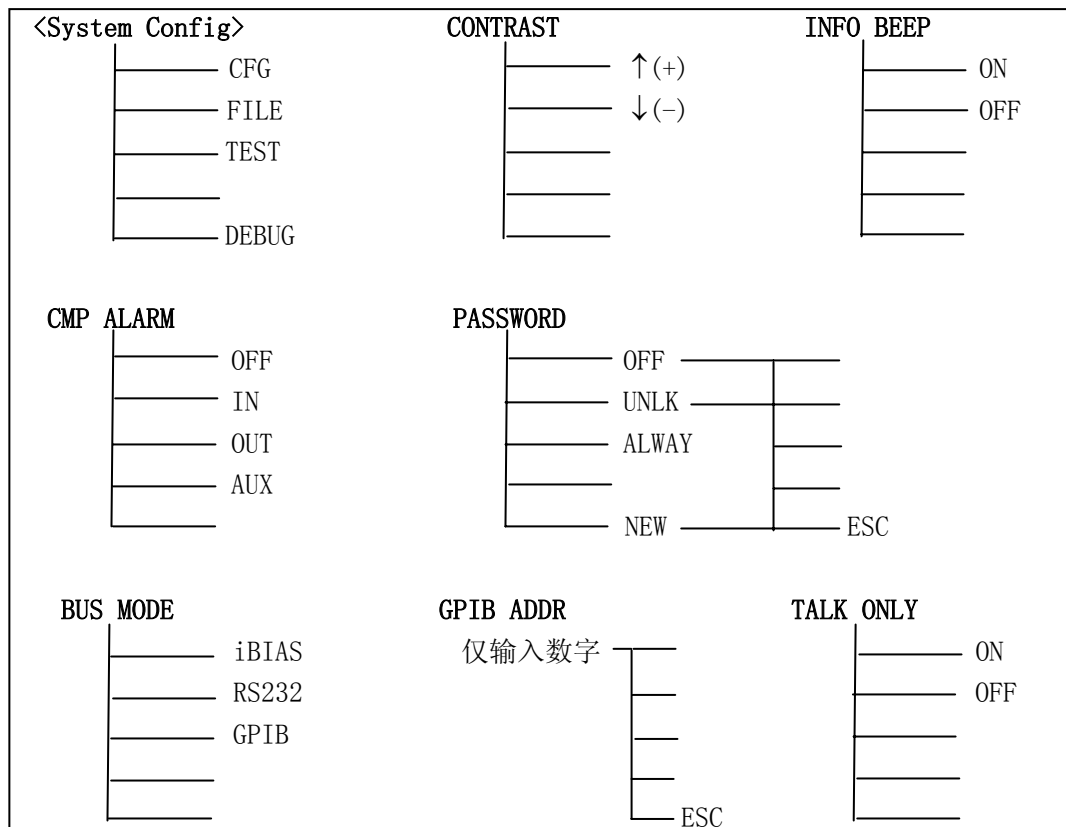 <System Config>
CFG
FILE
TEST
DEBUG
CONTRAST
↑(+)
↓(-)
INFO BEEP
ON
OFF
CMP ALARM
OFF
IN
OUT
AUX
PASSWORD
OFF
UNLK
ALWAY
NEW
ESC
BUS MODE
iBIAS
RS232
GPIB
GPIB ADDR
仅输入数字
ESC
TALK ONLY
ON
OFF